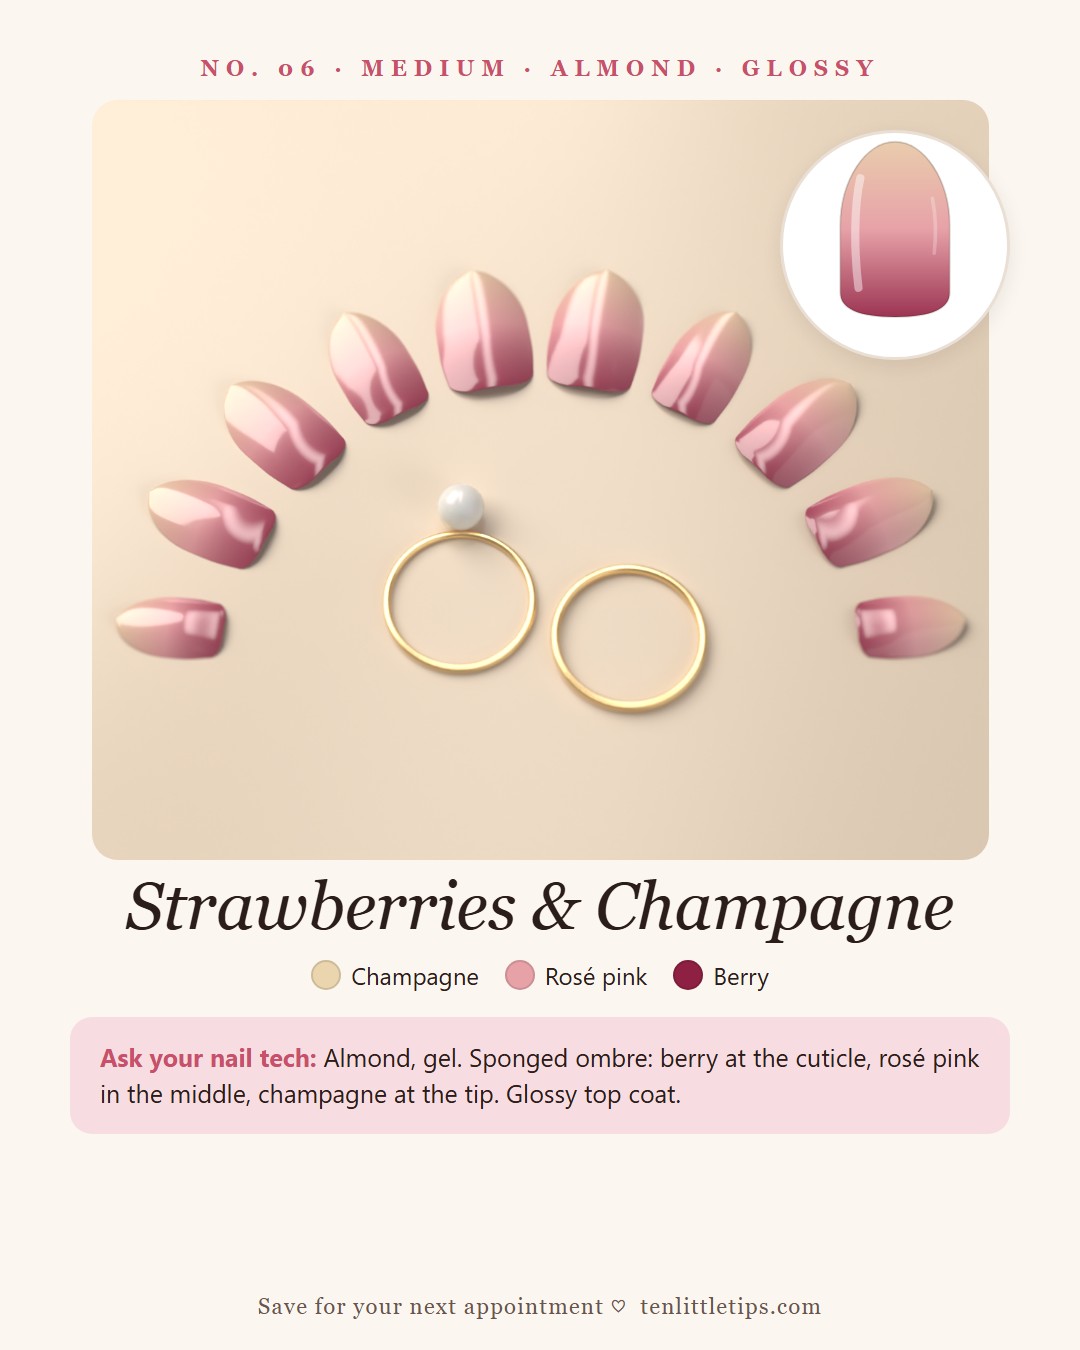 NO. 06 · MEDIUM · ALMOND · GLOSSY
Strawberries & Champagne
Champagne Rosé pink Berry
Ask your nail tech: Almond, gel. Sponged ombre: berry at the cuticle, rosé pink
in the middle, champagne at the tip. Glossy top coat.
Save for your next appointment ♡ tenlittletips.com